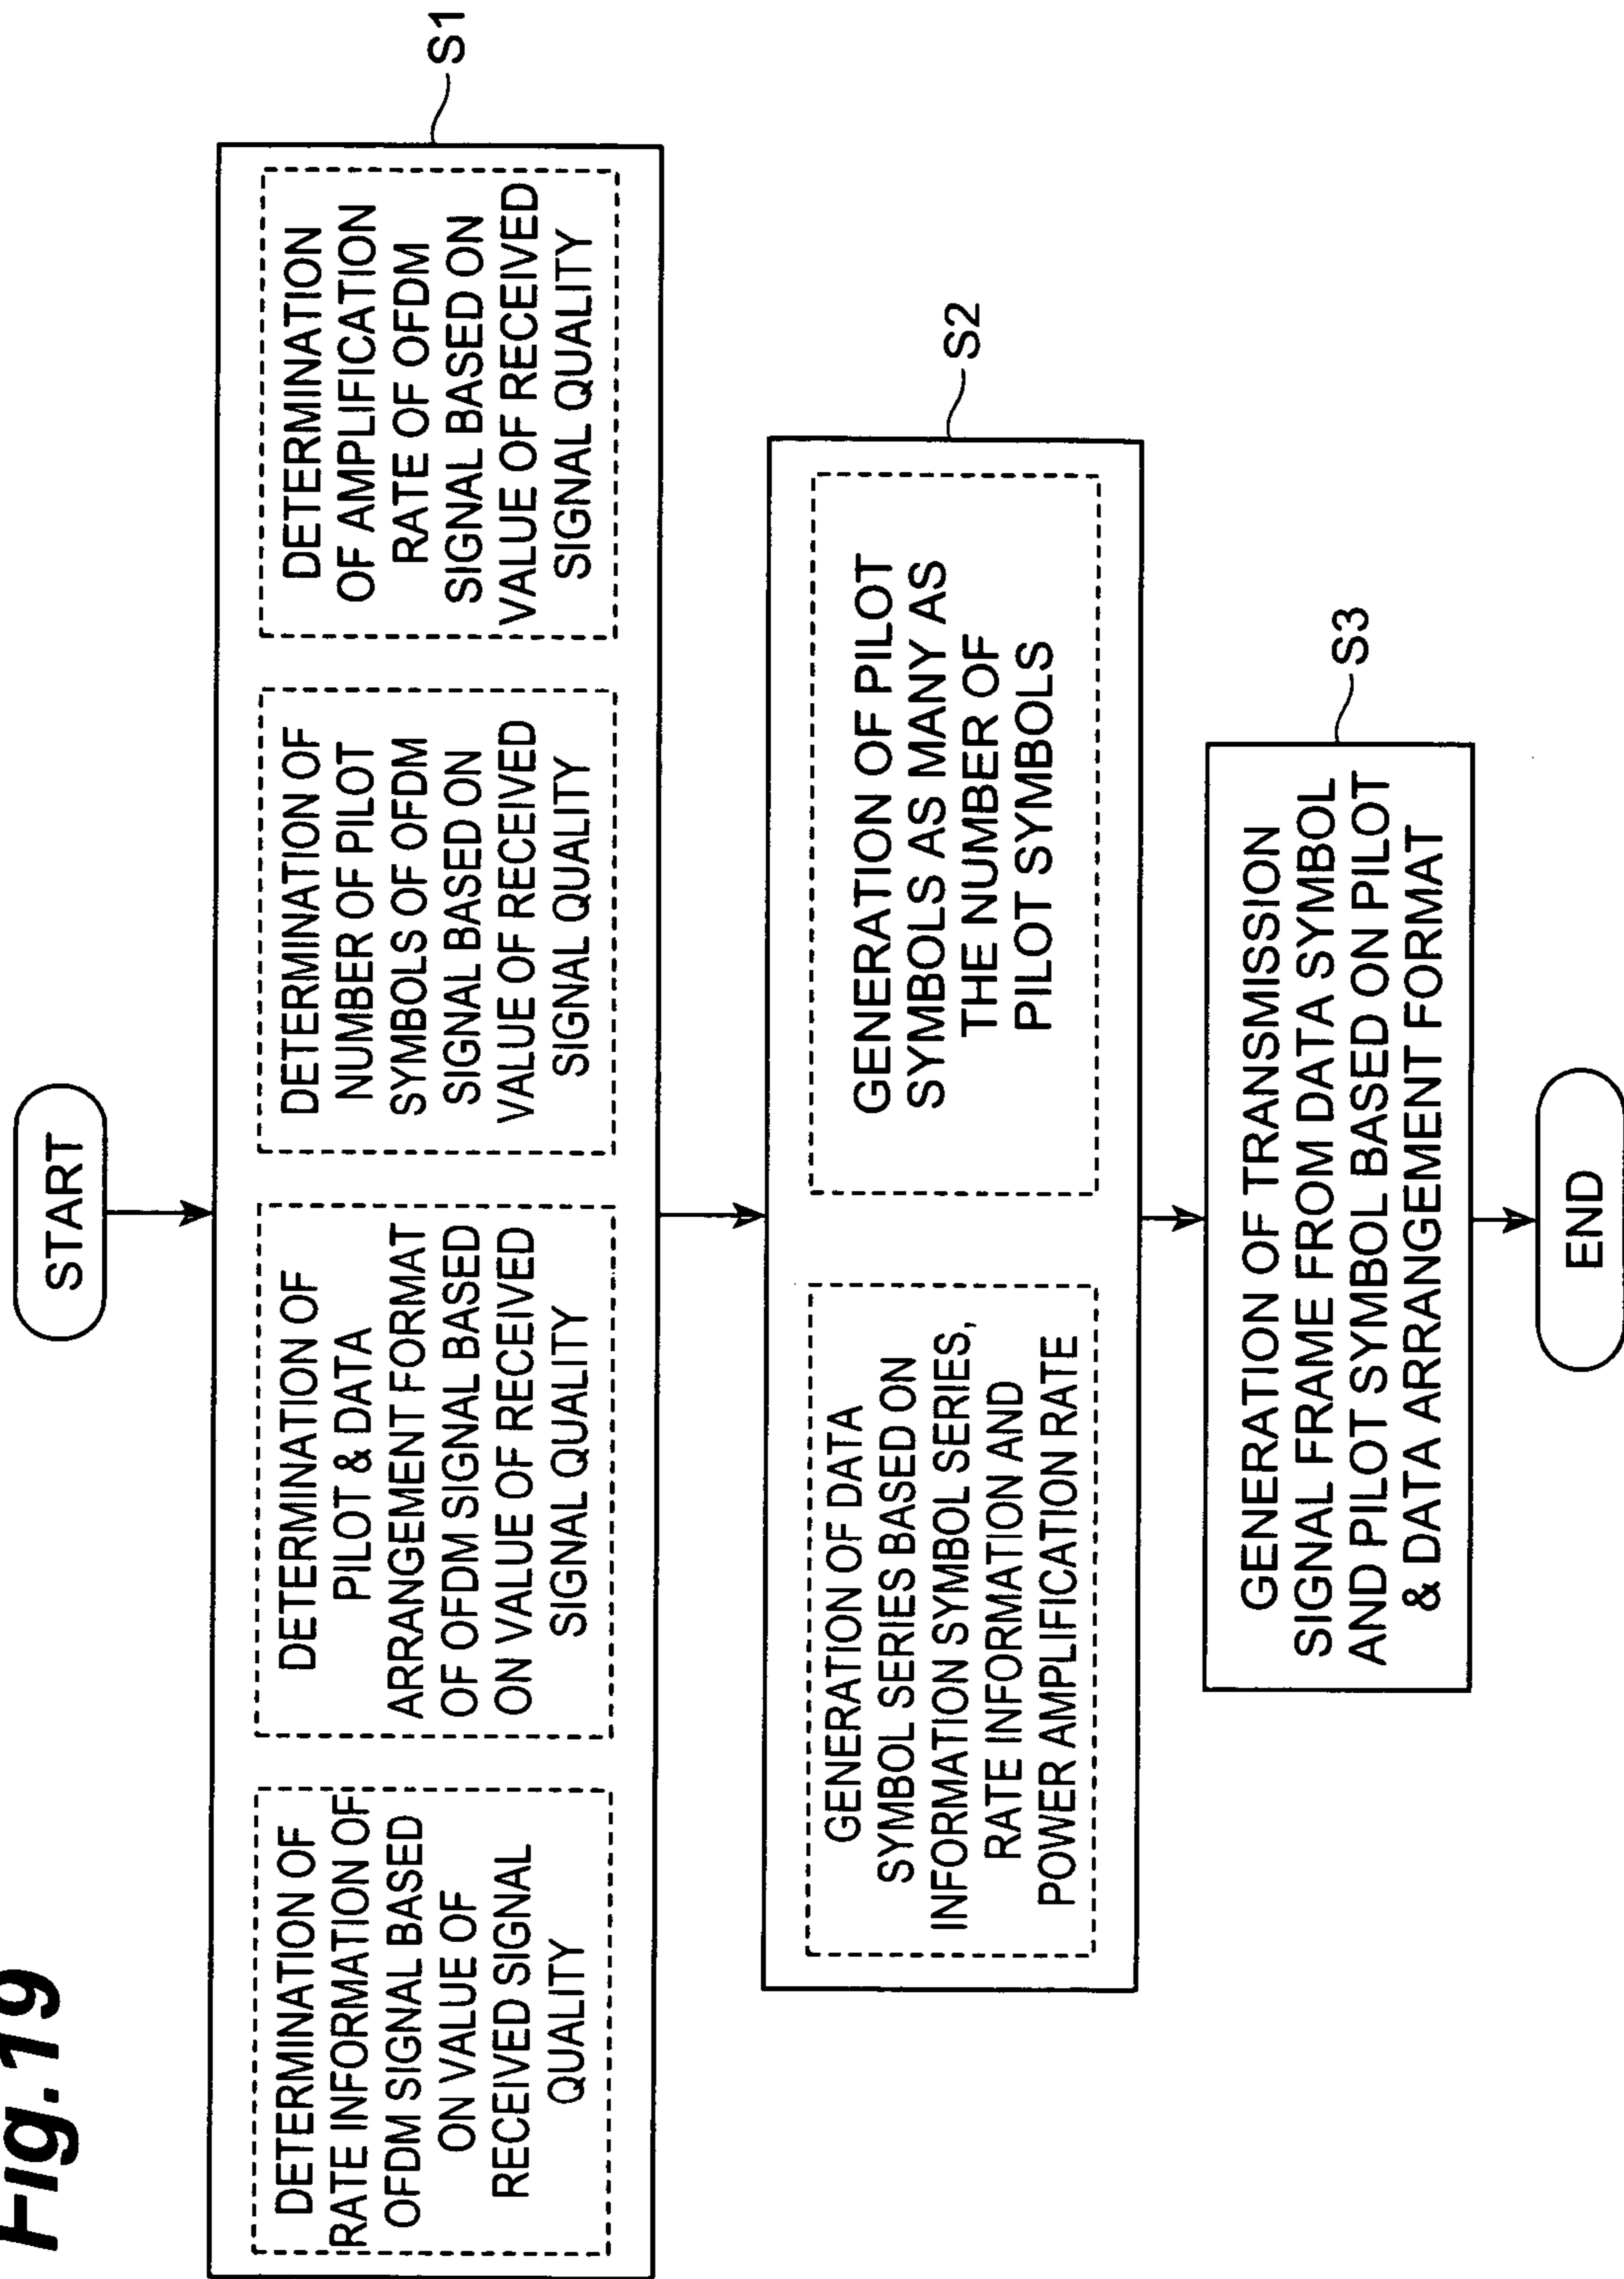 Fig.19
START
S1
DETERMINATION OF
RATE INFORMATION OF
OFDM SIGNAL BASED
ON VALUE OF
RECEIVED SIGNAL
QUALITY
DETERMINATION OF
PILOT & DATA
ARRANGEMENT FORMAT
OF OFDM SIGNAL BASED
ON VALUE OF RECEIVED
SIGNAL QUALITY
DETERMINATION OF
NUMBER OF PILOT
SYMBOLS OF OFDM
SIGNAL BASED ON
VALUE OF RECEIVED
SIGNAL QUALITY
DETERMINATION
OF AMPLIFICATION
RATE OF OFDM
SIGNAL BASED ON
VALUE OF RECEIVED
SIGNAL QUALITY
S2
GENERATION OF DATA
SYMBOL SERIES BASED ON
INFORMATION SYMBOL SERIES,
RATE INFORMATION AND
POWER AMPLIFICATION RATE
GENERATION OF PILOT
SYMBOLS AS MANY AS
THE NUMBER OF
PILOT SYMBOLS
S3
GENERATION OF TRANSMISSION
SIGNAL FRAME FROM DATA SYMBOL
AND PILOT SYMBOL BASED ON PILOT
& DATA ARRANGEMENT FORMAT
END